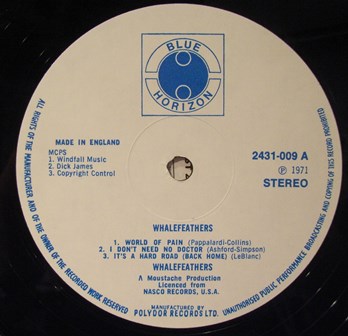 BLUE
HORIZON
MADE IN ENGLAND
MCPS
1. Windfall Music
2. Dick James
3. Copyright Control
2431-009 A
Ⓟ 1971
STEREO
WHALEFEATHERS
1. WORLD OF PAIN (Pappalardi-Collins)
2. I DON'T NEED NO DOCTOR (Ashford-Simpson)
3. IT'S A HARD ROAD (BACK HOME) (LeBlanc)
WHALEFEATHERS
A Moustache Production
Licenced from
NASCO RECORDS, U.S.A.
MANUFACTURED BY
POLYDOR RECORDS LTD.
ALL RIGHTS OF THE MANUFACTURER AND OF THE OWNER OF THE RECORDED WORK RESERVED
UNAUTHORISED PUBLIC PERFORMANCE BROADCASTING AND COPYING OF THIS RECORD PROHIBITED